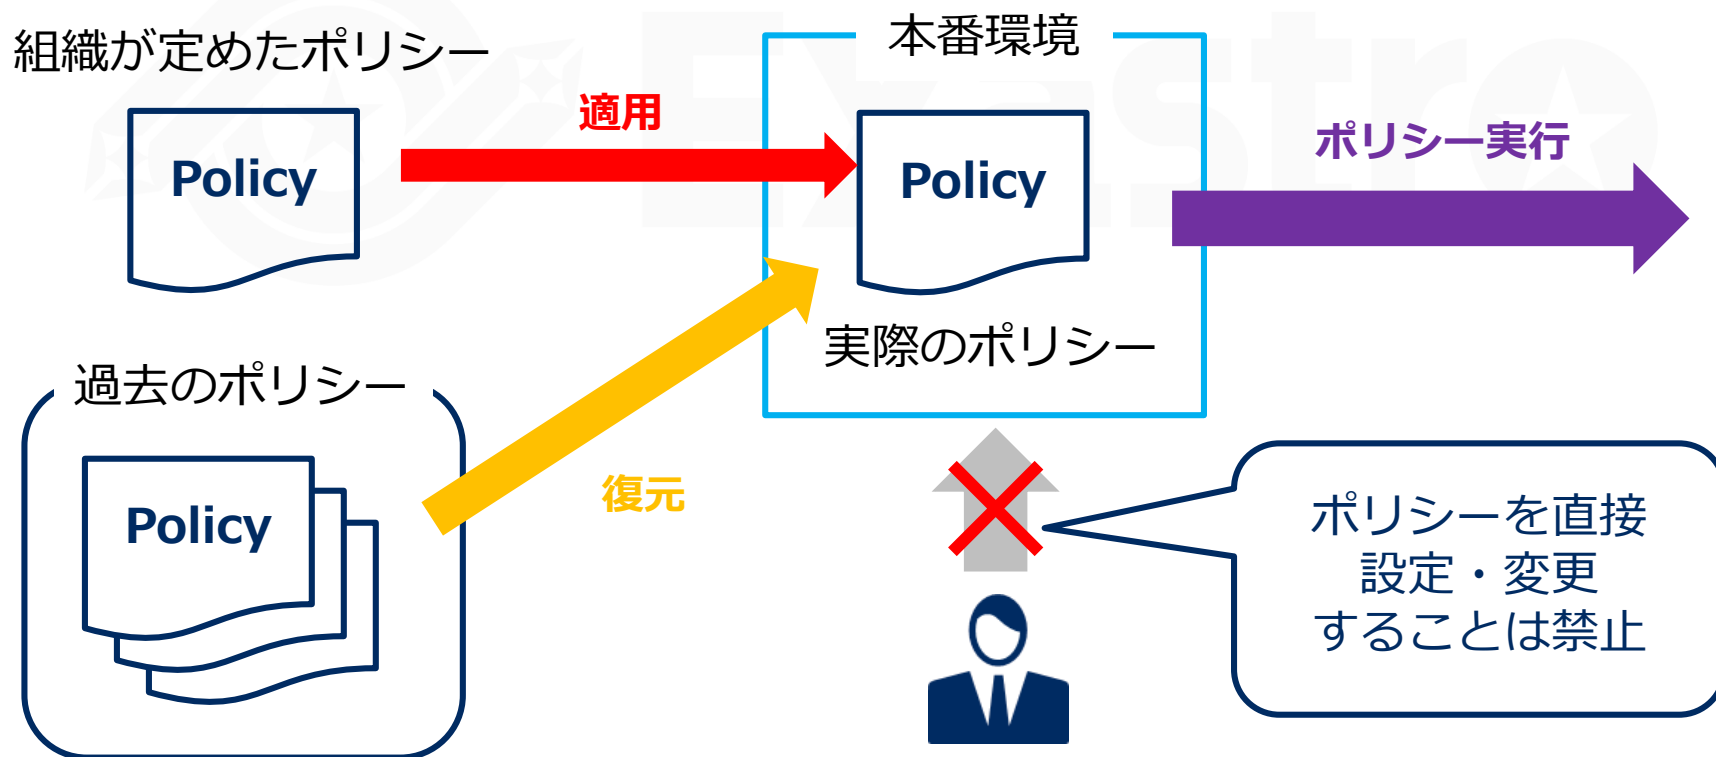 組織が定めたポリシー
本番環境
適用
ポリシー実行
Policy
Policy
実際のポリシー
過去のポリシー
復元
Policy
ポリシーを直接
設定・変更
することは禁止
Exastro